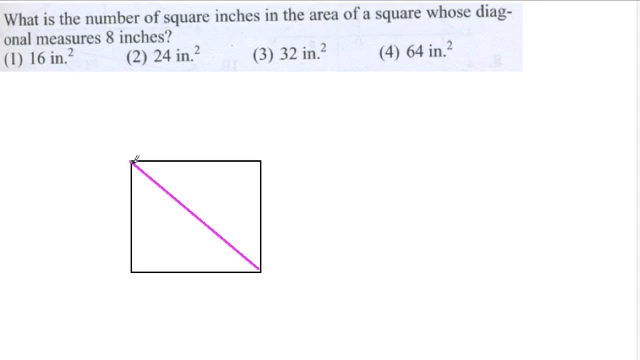 What is the number of square inches in the area of a square whose diag-
onal measures 8 inches?
(1) 16 in.² (2) 24 in.² (3) 32 in.² (4) 64 in.²